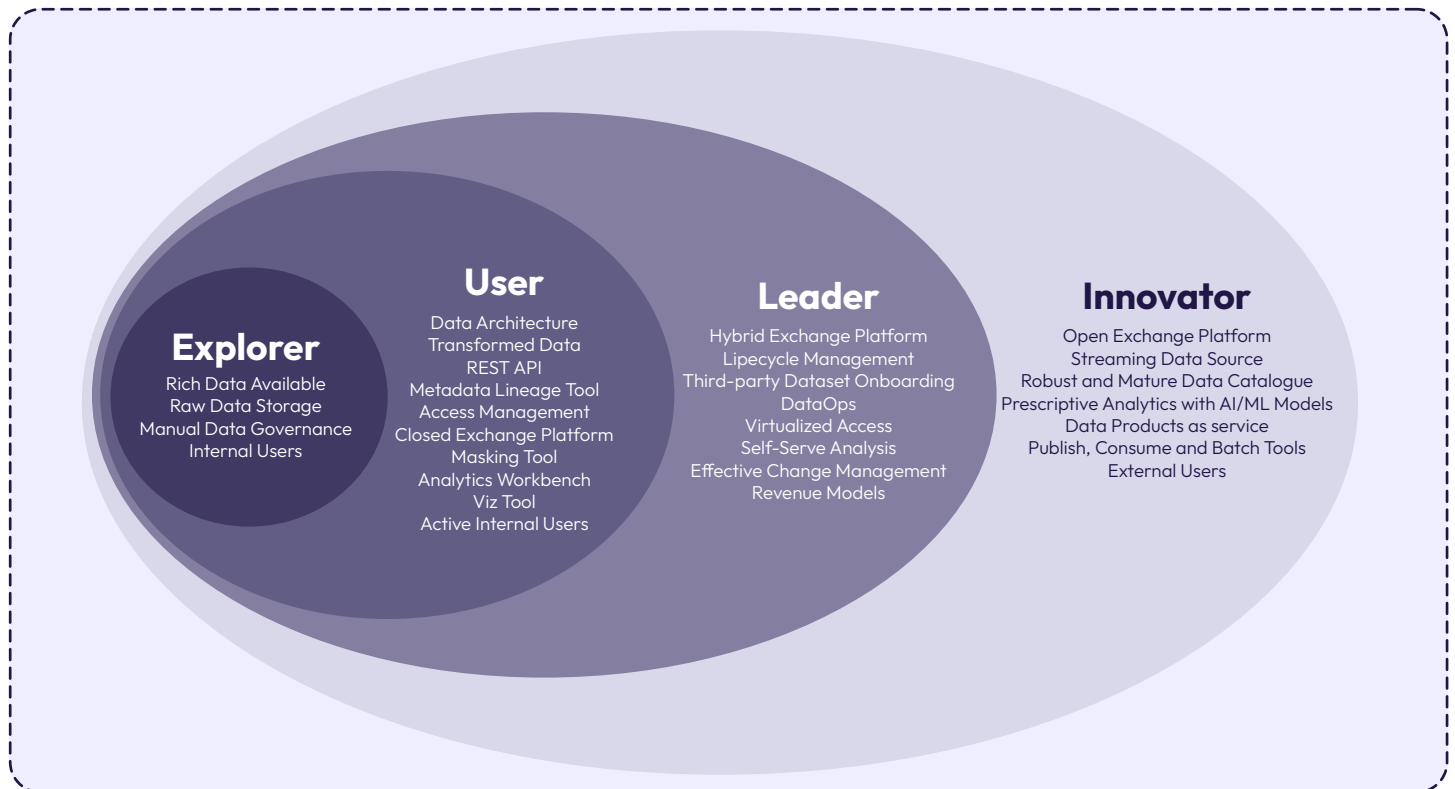 Explorer
Rich Data Available
Raw Data Storage
Manual Data Governance
Internal Users
User
Data Architecture
Transformed Data
REST API
Metadata Lineage Tool
Access Management
Closed Exchange Platform
Masking Tool
Analytics Workbench
Viz Tool
Active Internal Users
Leader
Hybrid Exchange Platform
Lipecycle Management
Third-party Dataset Onboarding
DataOps
Virtualized Access
Self-Serve Analysis
Effective Change Management
Revenue Models
Innovator
Open Exchange Platform
Streaming Data Source
Robust and Mature Data Catalogue
Prescriptive Analytics with AI/ML Models
Data Products as service
Publish, Consume and Batch Tools
External Users